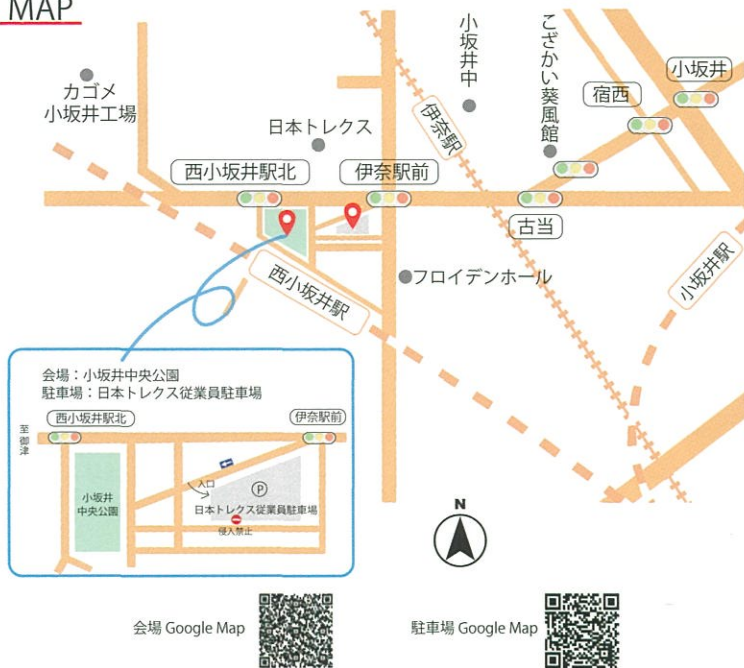 MAP
カゴメ
小坂井工場
日本トレクス
小坂井中
こざかい葵風館
小坂井
宿西
伊奈駅
西小坂井駅北
伊奈駅前
古当
西小坂井駅
フロイデンホール
小坂井駅
会場：小坂井中央公園
駐車場：日本トレクス従業員駐車場
西小坂井駅北
伊奈駅前
至御津
小坂井
中央公園
入口
P
日本トレクス従業員駐車場
侵入禁止
N
会場 Google Map
駐車場 Google Map